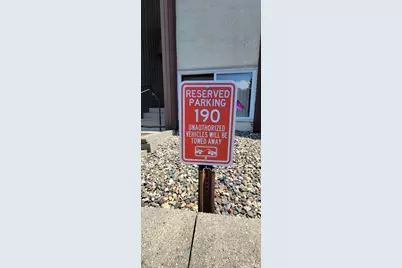 RESERVED
PARKING
190
UNAUTHORIZED
VEHICLES WILL BE
TOWED AWAY